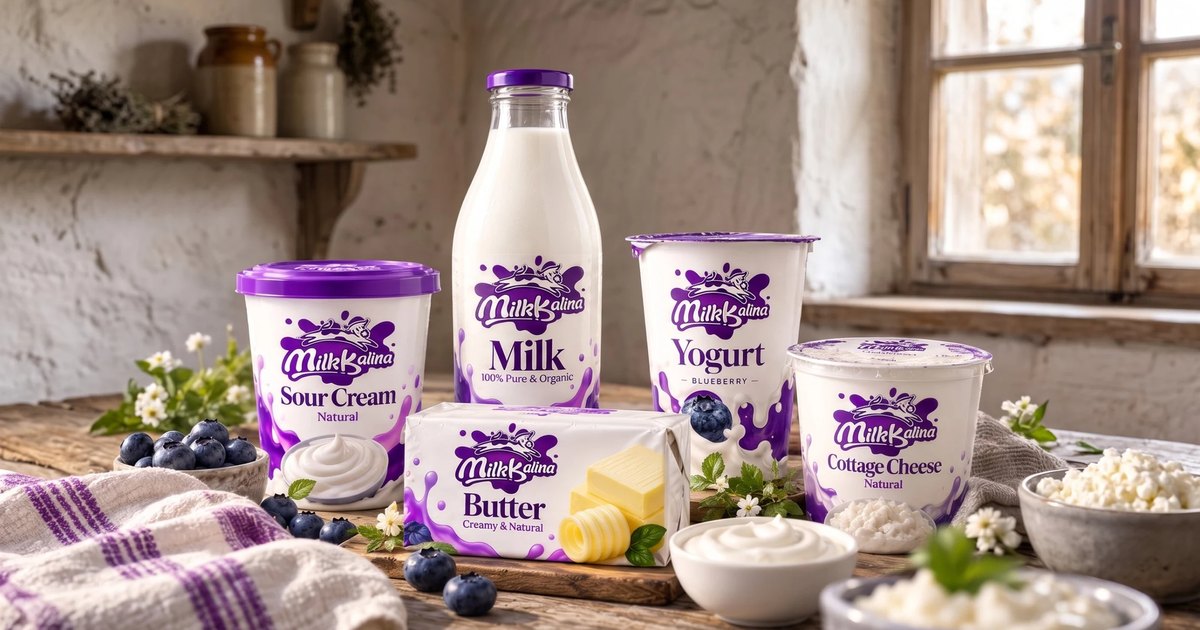 MilkKalina
Sour Cream
Natural
MilkKalina
Milk
100% Pure & Organic
MilkKalina
Butter
Creamy & Natural
MilkKalina
Yogurt
BLUEBERRY
MilkKalina
Cottage Cheese
Natural